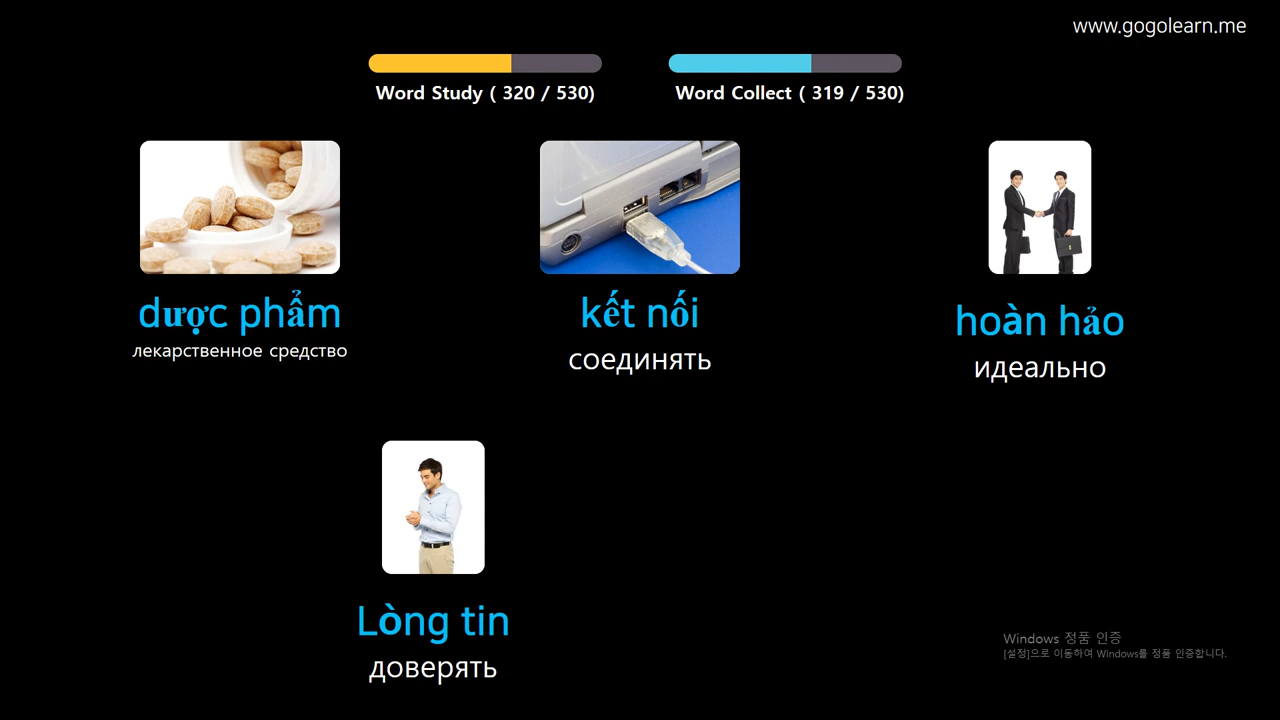 www.gogolearn.me
Word Study ( 320 / 530)
Word Collect ( 319 / 530)
dược phẩm
лекарственное средство
kết nối
соединять
hoàn hảo
идеально
Lòng tin
доверять
Windows 정품 인증
[설정]으로 이동하여 Windows를 정품 인증합니다.